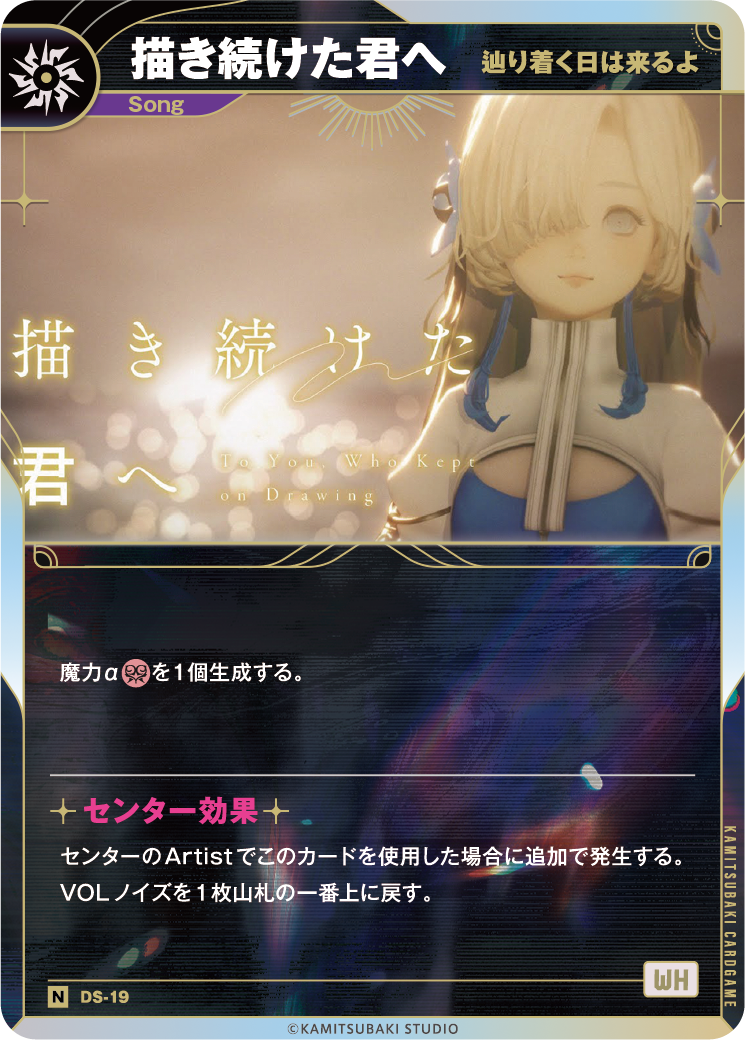 描き続けた君へ 辿り着く日は来るよ
Song
描き続けた
君へ
To You, Who Kept
on Drawing
魔力αを1個生成する。
センター効果
センターのArtistでこのカードを使用した場合に追加で発生する。
VOLノイズを1枚山札の一番上に戻す。
KAMITSUBAKI CARDGAME
WH
N DS-19
©KAMITSUBAKI STUDIO